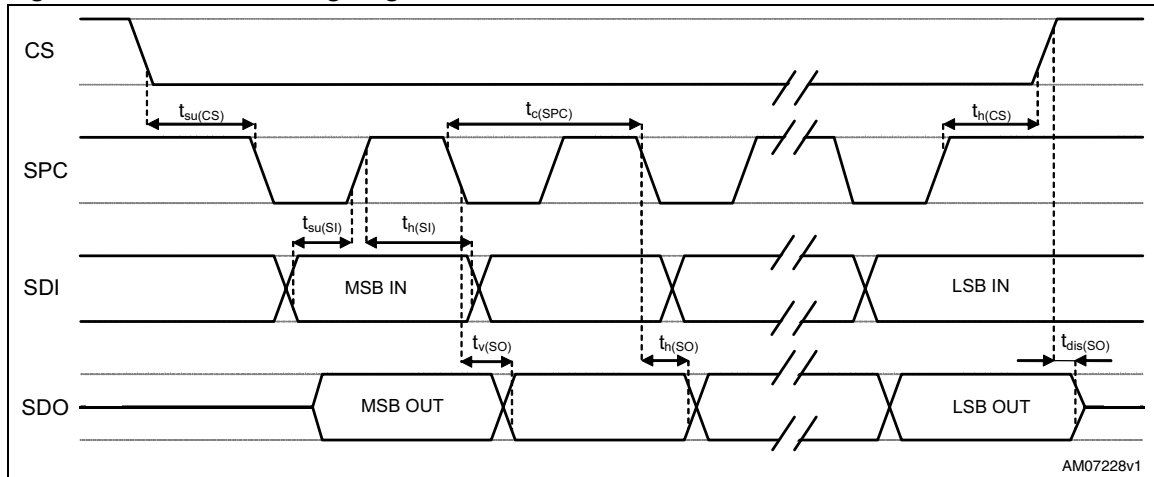 CS
t_su(CS)
t_c(SPC)
t_h(CS)
SPC
t_su(SI)
t_h(SI)
SDI
MSB IN
LSB IN
t_v(SO)
t_h(SO)
t_dis(SO)
SDO
MSB OUT
LSB OUT
AM07228v1